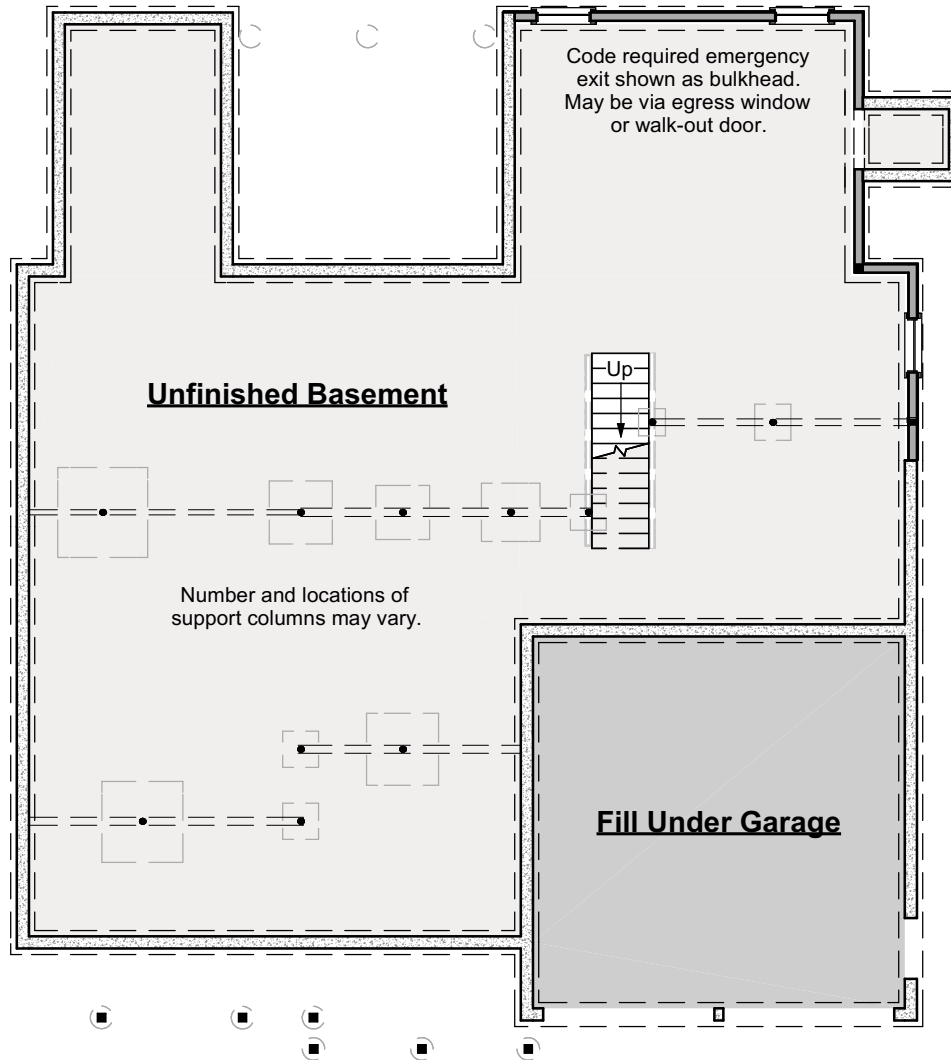 Code required emergency
exit shown as bulkhead.
May be via egress window
or walk-out door.
Up
Unfinished Basement
Number and locations of
support columns may vary.
Fill Under Garage